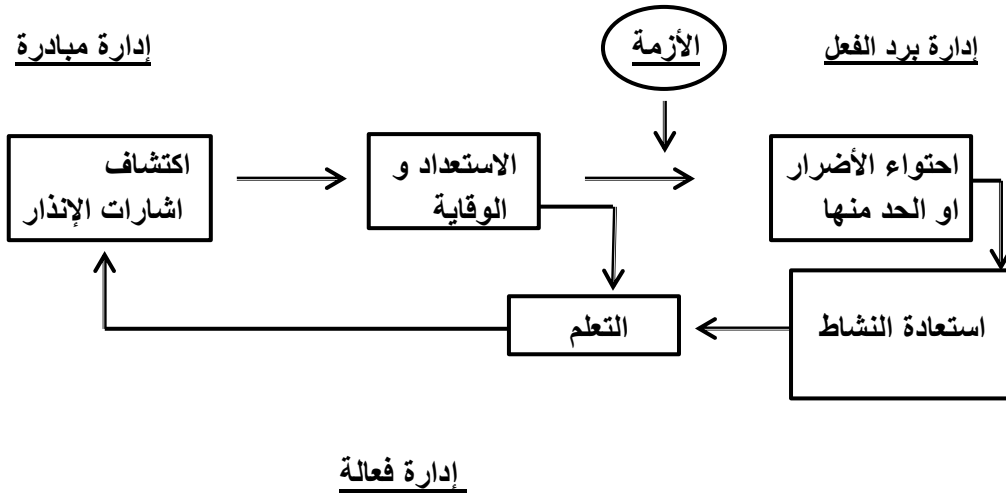 إدارة برد الفعل
الأزمة
إدارة مبادرة
احتواء الأضرار
او الحد منها
الاستعداد و
الوقاية
اكتشاف
اشارات الإنذار
استعادة النشاط
التعلم
إدارة فعالة